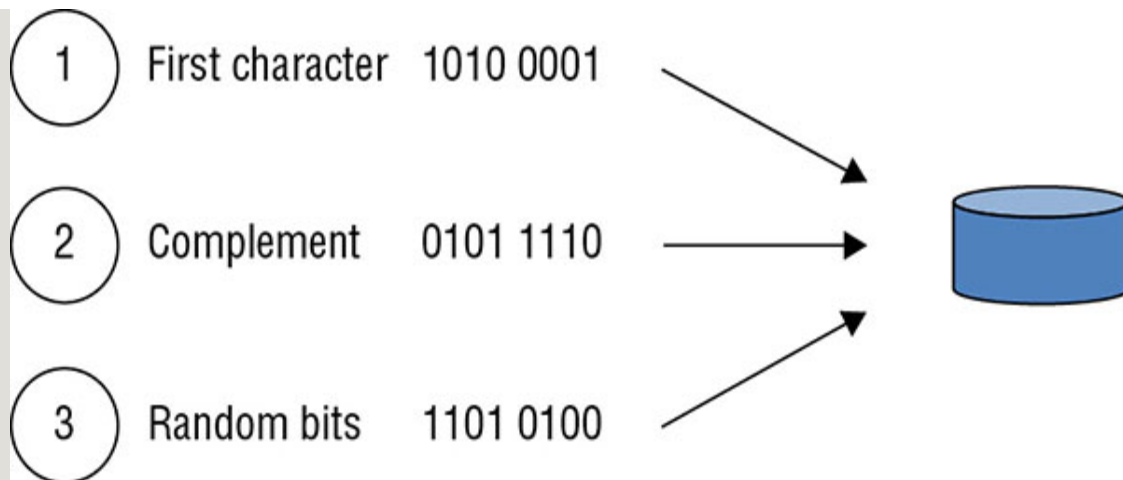 1 First character 1010 0001
2 Complement 0101 1110
3 Random bits 1101 0100